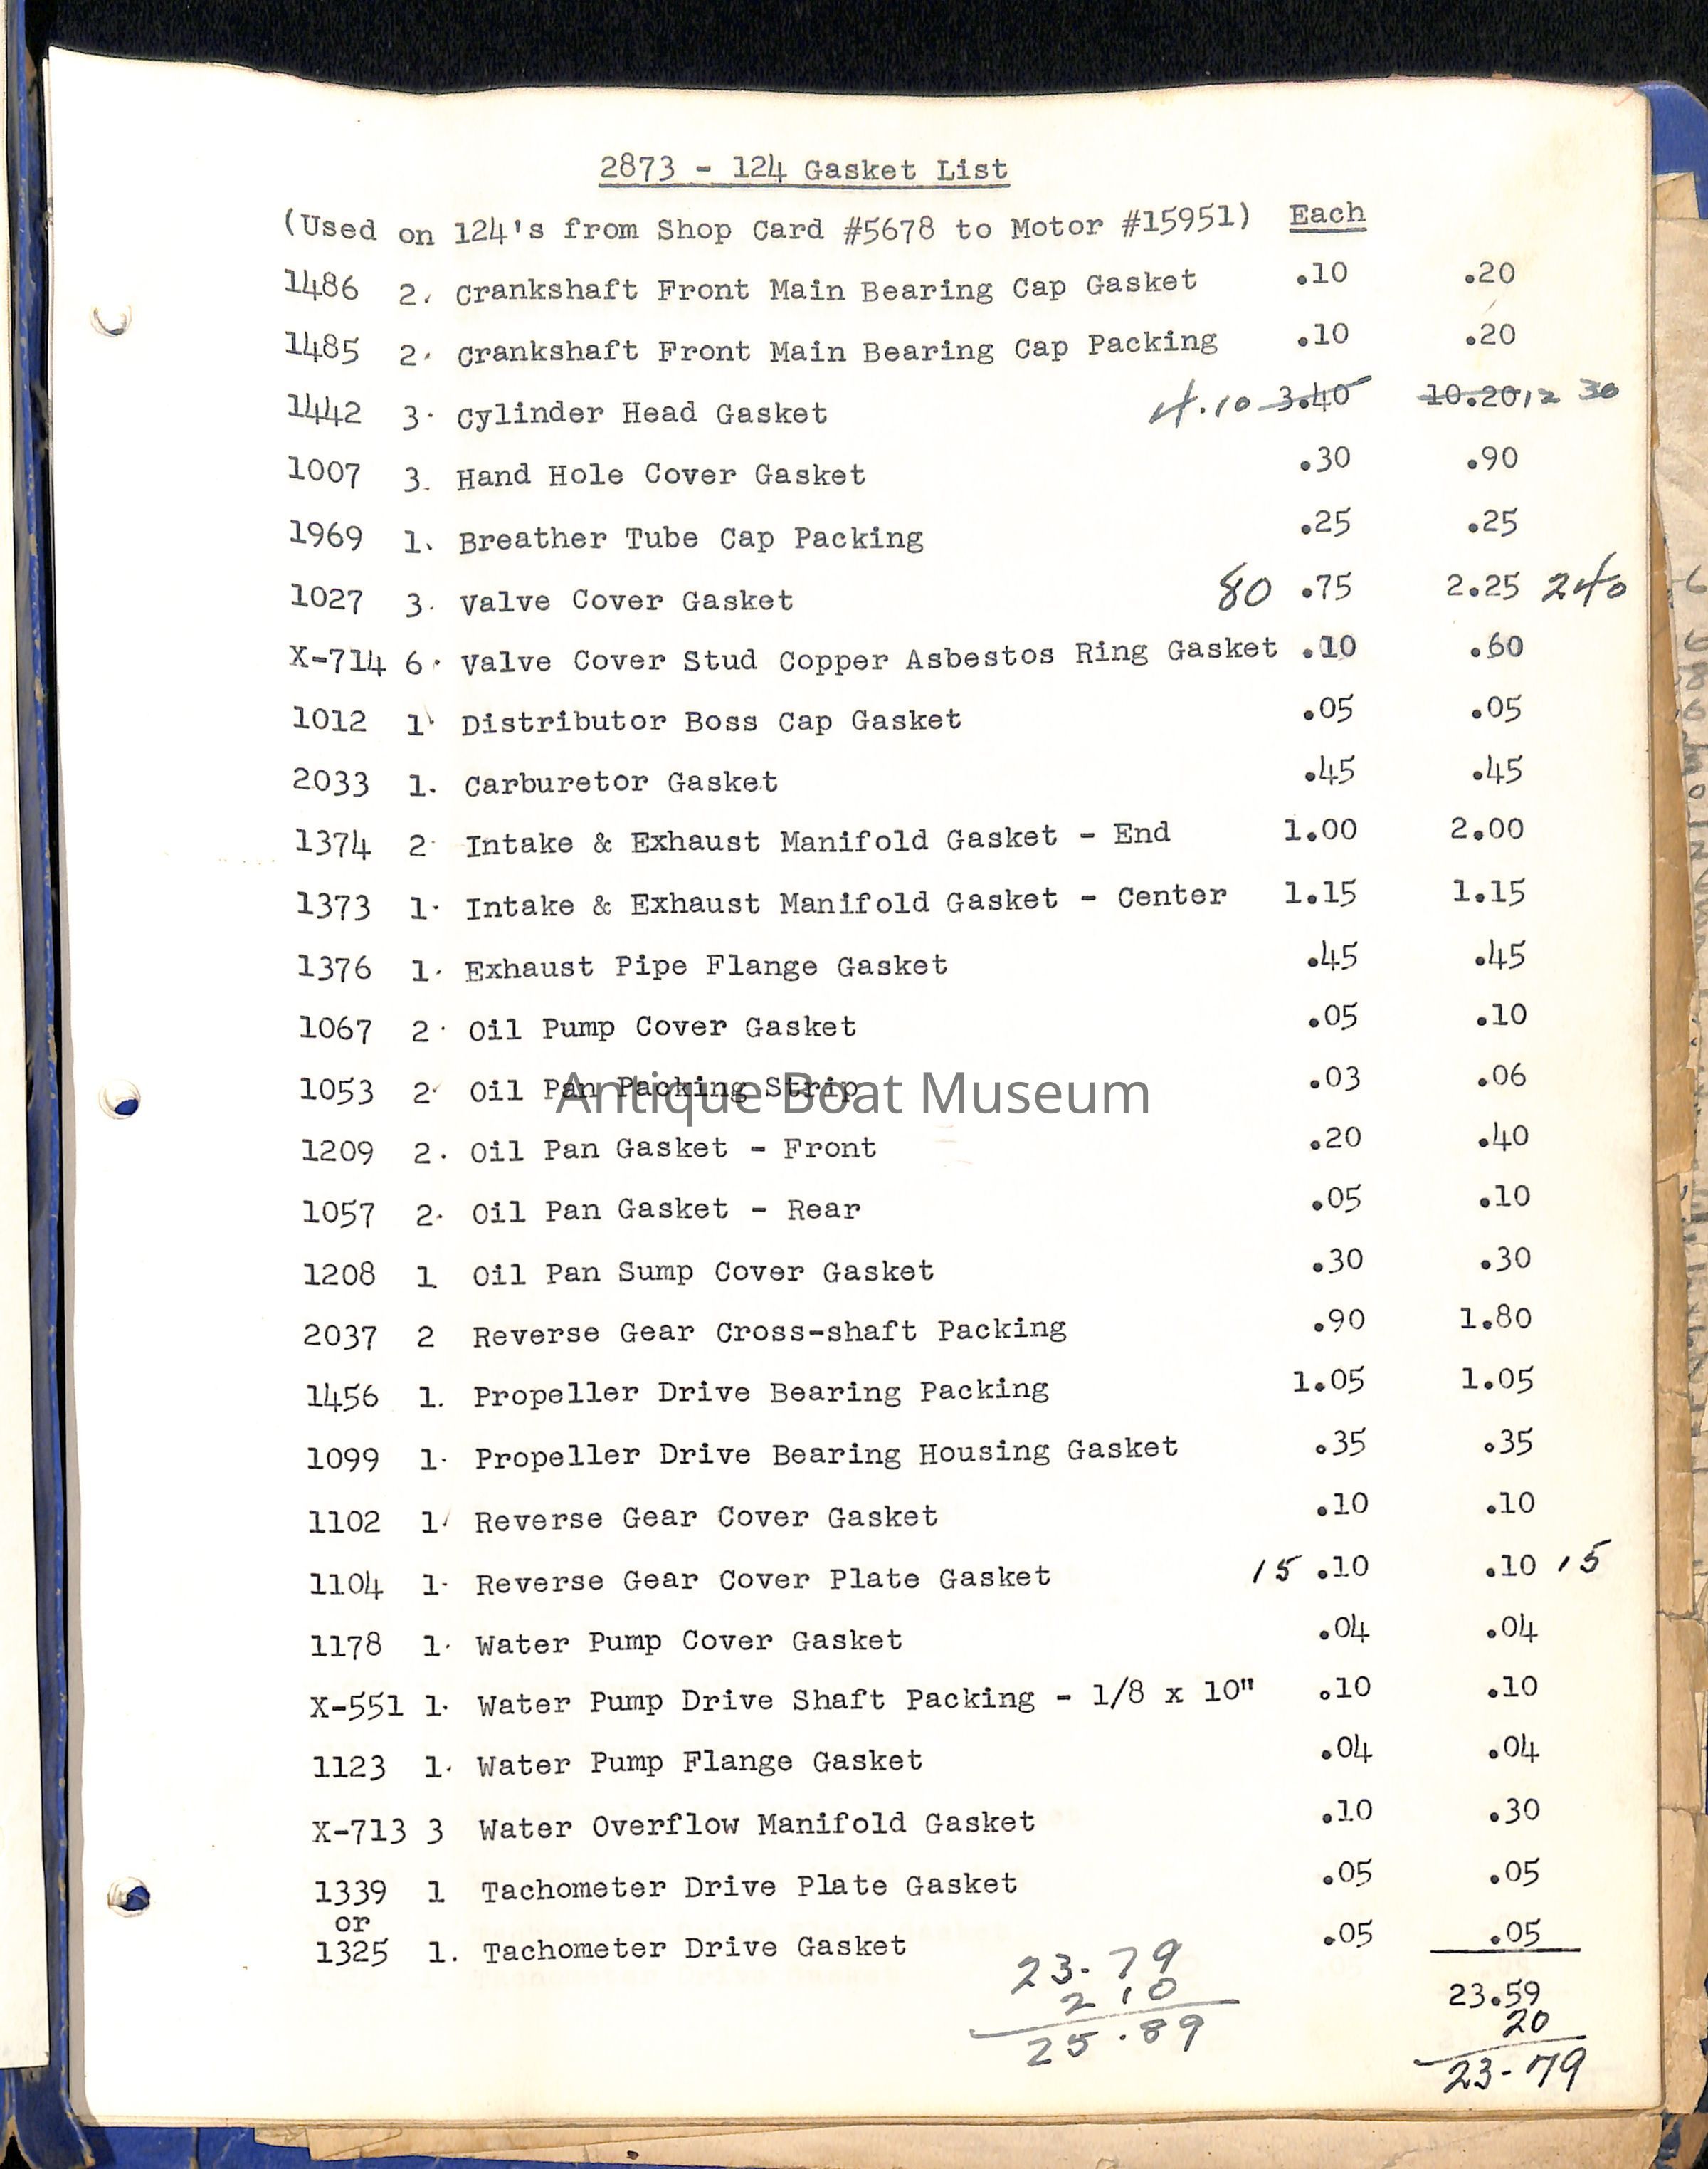 2873 - 124 Gasket List
(Used on 124's from Shop Card #5678 to Motor #15951) Each
1486 2. Crankshaft Front Main Bearing Cap Gasket .10 .20
1485 2. Crankshaft Front Main Bearing Cap Packing .10 .20
1442 3. Cylinder Head Gasket 4.10 3.40 10.20 12 30
1007 3. Hand Hole Cover Gasket .30 .90
1969 1. Breather Tube Cap Packing .25 .25
1027 3. Valve Cover Gasket 80 .75 2.25 240
X-714 6. Valve Cover Stud Copper Asbestos Ring Gasket .10 .60
1012 1. Distributor Boss Cap Gasket .05 .05
2033 1. Carburetor Gasket .45 .45
1374 2. Intake & Exhaust Manifold Gasket - End 1.00 2.00
1373 1. Intake & Exhaust Manifold Gasket - Center 1.15 1.15
1376 1. Exhaust Pipe Flange Gasket .45 .45
1067 2. Oil Pump Cover Gasket .05 .10
1053 2. Oil Pan Packing Strip .03 .06
Antique Boat Museum
1209 2. Oil Pan Gasket - Front .20 .40
1057 2. Oil Pan Gasket - Rear .05 .10
1208 1 Oil Pan Sump Cover Gasket .30 .30
2037 2 Reverse Gear Cross-shaft Packing .90 1.80
1456 1. Propeller Drive Bearing Packing 1.05 1.05
1099 1. Propeller Drive Bearing Housing Gasket .35 .35
1102 1. Reverse Gear Cover Gasket .10 .10
1104 1. Reverse Gear Cover Plate Gasket 15 .10 .10 15
1178 1. Water Pump Cover Gasket .04 .04
X-551 1. Water Pump Drive Shaft Packing - 1/8 x 10" .10 .10
1123 1. Water Pump Flange Gasket .04 .04
X-713 3 Water Overflow Manifold Gasket .10 .30
1339 1 Tachometer Drive Plate Gasket .05 .05
or
1325 1. Tachometer Drive Gasket .05 .05
23.79
2 10
25.89
23.59
20
23.79